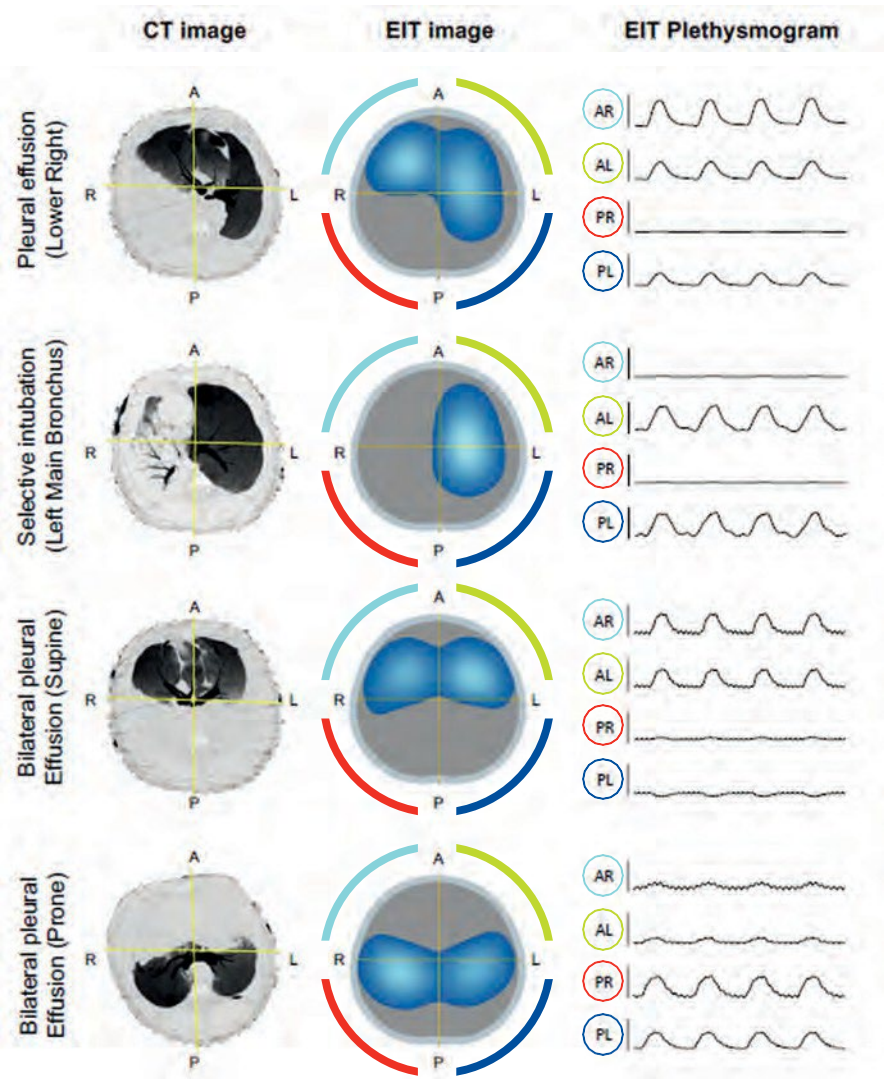 CT image EIT image EIT Plethysmogram
Pleural effusion
(Lower Right)
A
R
L
P
A
R
L
P
AR
AL
PR
PL
Selective intubation
(Left Main Bronchus)
A
R
L
P
A
R
L
P
AR
AL
PR
PL
Bilateral pleural
Effusion (Supine)
A
R
L
P
A
R
L
P
AR
AL
PR
PL
Bilateral pleural
Effusion (Prone)
A
R
L
P
A
R
L
P
AR
AL
PR
PL